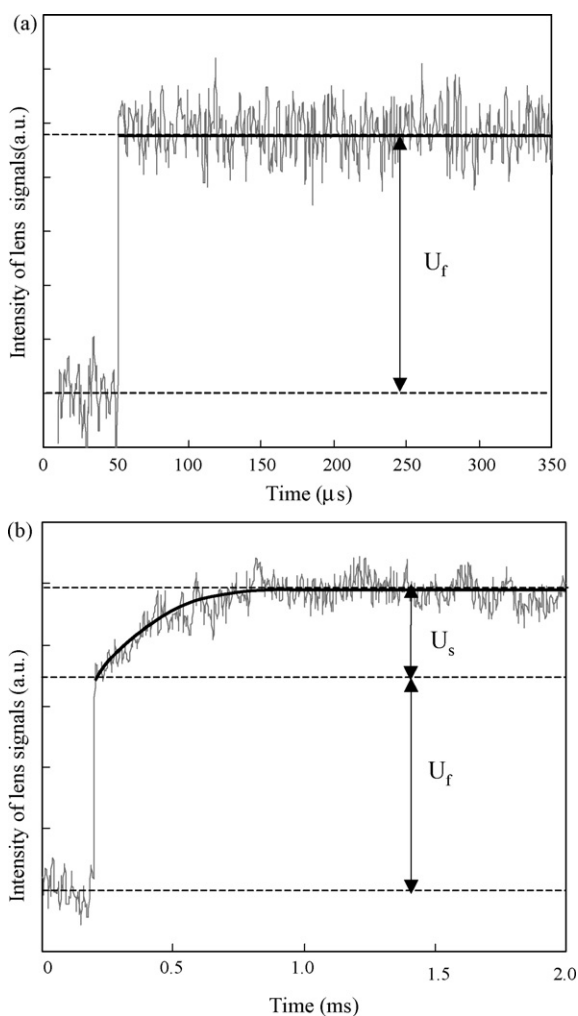 (a)
Intensity of lens signals(a.u.)
U_f
0 50 100 150 200 250 300 350
Time (μs)
(b)
Intensity of lens signals (a.u.)
U_s
U_f
0 0.5 1.0 1.5 2.0
Time (ms)